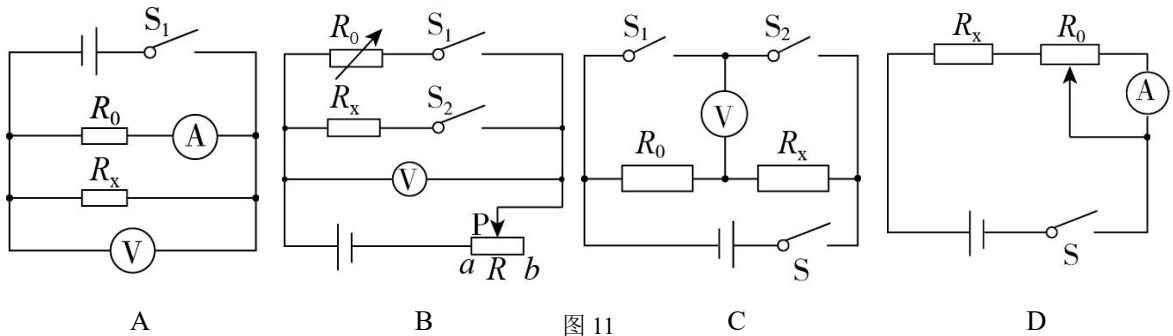 S₁
R₀ A
Rₓ
V
A
R₀ S₁
Rₓ S₂
V
P
a R b
B
S₁ S₂
V
R₀ Rₓ
S
C
Rₓ R₀
A
S
D
图 11